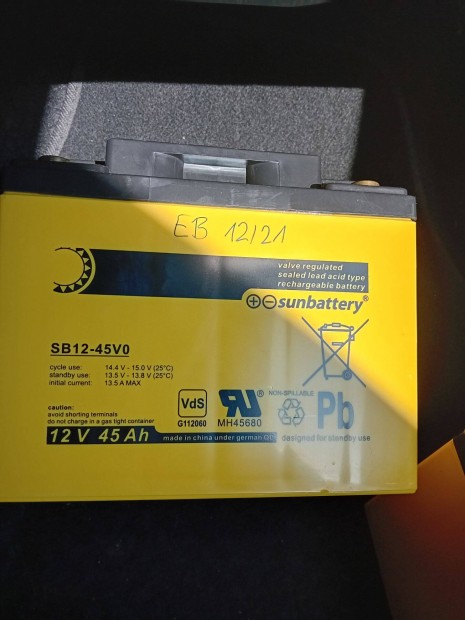 EB 12/21
valve regulated
sealed lead acid type
rechargeable battery
sunbattery®
SB12-45V0
cycle use: 14.4 V - 15.0 V (25°C)
standby use: 13.5 V - 13.8 V (25°C)
initial current: 13.5 A MAX
VdS
G112060
MH45680
NON-SPILLABLE
Pb
caution:
avoid shorting terminals
do not charge in a gas tight container
12 V 45 Ah
made in china under german
designed for standby use